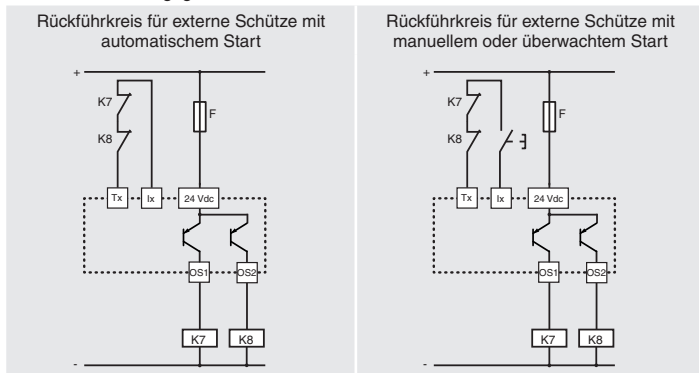 Rückführkreis für externe Schütze mit
automatischem Start
+
K7
K8
F
Tx
Ix
24 Vdc
OS1
OS2
K7
K8
-
Rückführkreis für externe Schütze mit
manuellem oder überwachtem Start
+
K7
K8
F
Tx
Ix
24 Vdc
OS1
OS2
K7
K8
-